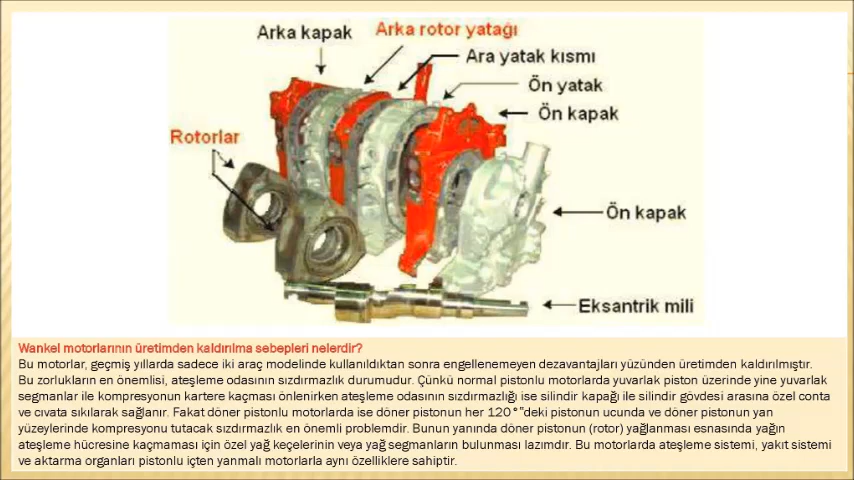 Arka kapak
Arka rotor yatağı
Ara yatak kısmı
Ön yatak
Ön kapak
Rotorlar
Ön kapak
Eksantrik mili
Wankel motorlarının üretimden kaldırılma sebepleri nelerdir?
Bu motorlar, geçmiş yıllarda sadece iki araç modelinde kullanıldıktan sonra engellenemeyen dezavantajları yüzünden üretimden kaldırılmıştır.
Bu zorlukların en önemlisi, ateşleme odasının sızdırmazlık durumudur. Çünkü normal pistonlu motorlarda yuvarlak piston üzerinde yine yuvarlak
segmanlar ile kompresyonun kartere kaçması önlenirken ateşleme odasının sızdırmazlığı ise silindir kapağı ile silindir gövdesi arasına özel conta
ve cıvata sıkılarak sağlanır. Fakat döner pistonlu motorlarda ise döner pistonun her 120°"deki pistonun ucunda ve döner pistonun yan
yüzeylerinde kompresyonu tutacak sızdırmazlık en önemli problemdir. Bunun yanında döner pistonun (rotor) yağlanması esnasında yağın
ateşleme hücresine kaçmaması için özel yağ keçelerinin veya yağ segmanların bulunması lazımdır. Bu motorlarda ateşleme sistemi, yakıt sistemi
ve aktarma organları pistonlu içten yanmalı motorlarla aynı özelliklere sahiptir.